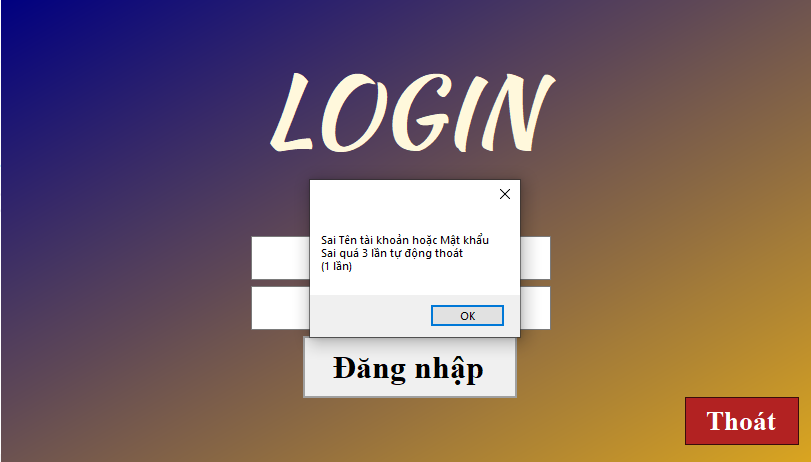 LOGIN
Sai Tên tài khoản hoặc Mật khẩu
Sai quá 3 lần tự động thoát
(1 lần)
OK
Đăng nhập
Thoát